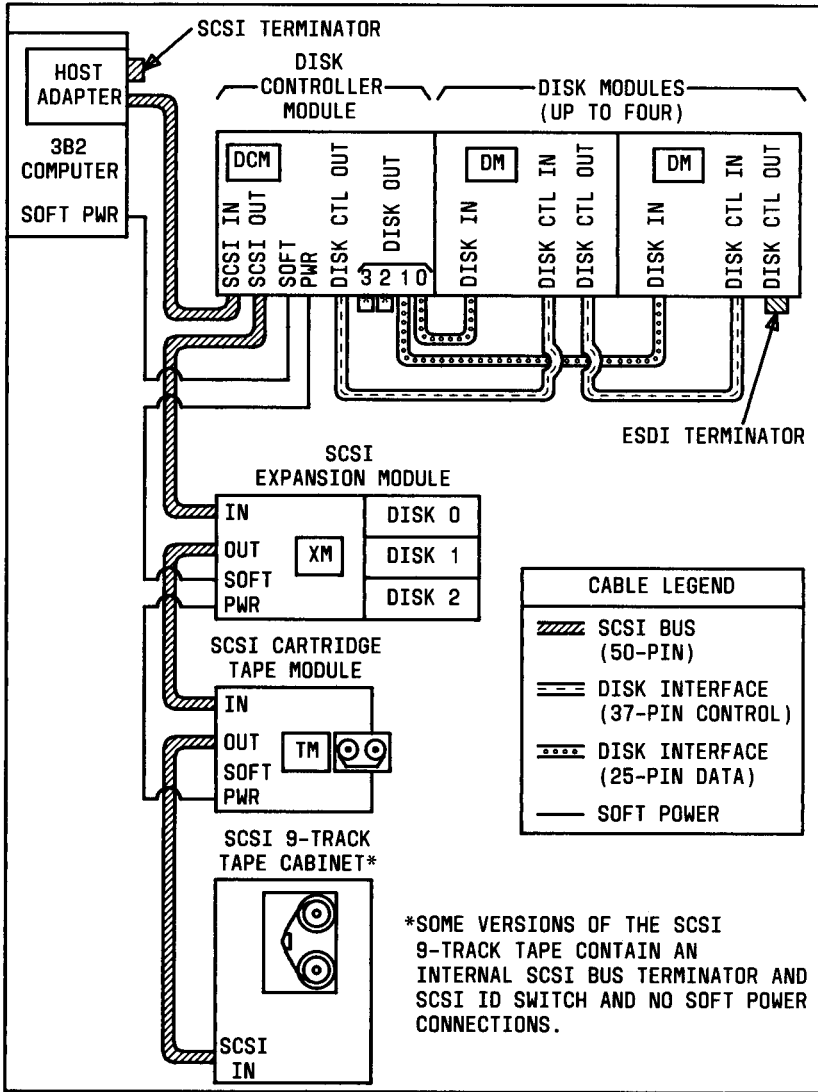 SCSI TERMINATOR
HOST
ADAPTER
3B2
COMPUTER
SOFT PWR
DISK
CONTROLLER
MODULE
DISK MODULES
(UP TO FOUR)
DCM
SCSI IN
SCSI OUT
SOFT
PWR
DISK CTL OUT
DISK OUT
3 2 1 0
* *
DM
DISK IN
DISK CTL IN
DISK CTL OUT
DM
DISK IN
DISK CTL IN
DISK CTL OUT
ESDI TERMINATOR
SCSI
EXPANSION MODULE
IN
OUT
SOFT
PWR
XM
DISK 0
DISK 1
DISK 2
SCSI CARTRIDGE
TAPE MODULE
IN
OUT
SOFT
PWR
TM
CABLE LEGEND
SCSI BUS
(50-PIN)
DISK INTERFACE
(37-PIN CONTROL)
DISK INTERFACE
(25-PIN DATA)
SOFT POWER
SCSI 9-TRACK
TAPE CABINET*
SCSI
IN
*SOME VERSIONS OF THE SCSI
9-TRACK TAPE CONTAIN AN
INTERNAL SCSI BUS TERMINATOR AND
SCSI ID SWITCH AND NO SOFT POWER
CONNECTIONS.